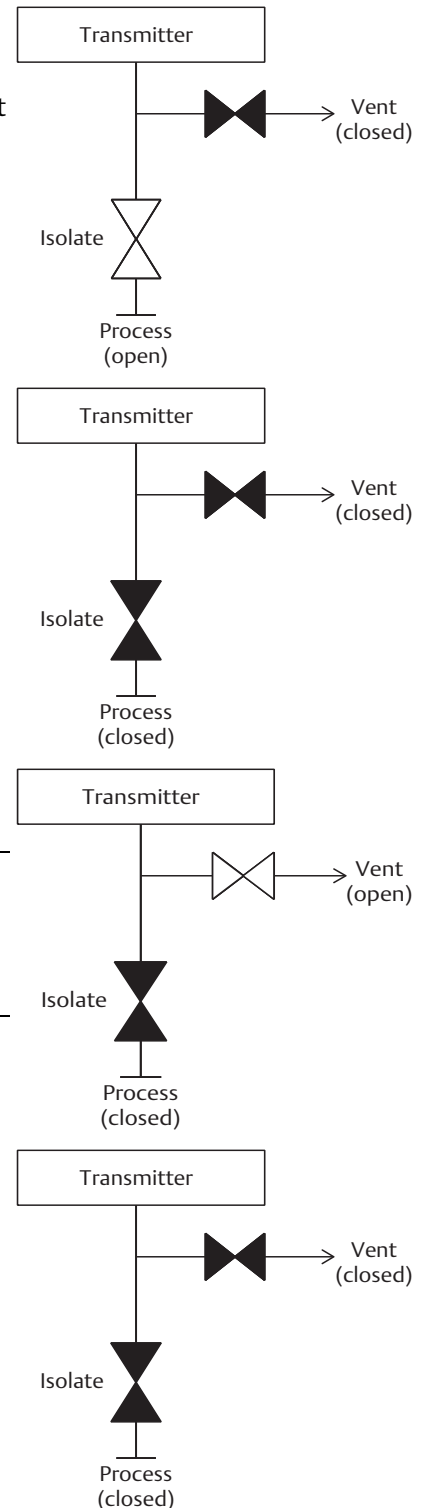 Transmitter
Vent
(closed)
Isolate
Process
(open)
Transmitter
Vent
(closed)
Isolate
Process
(closed)
Transmitter
Vent
(open)
Isolate
Process
(closed)
Transmitter
Vent
(closed)
Isolate
Process
(closed)